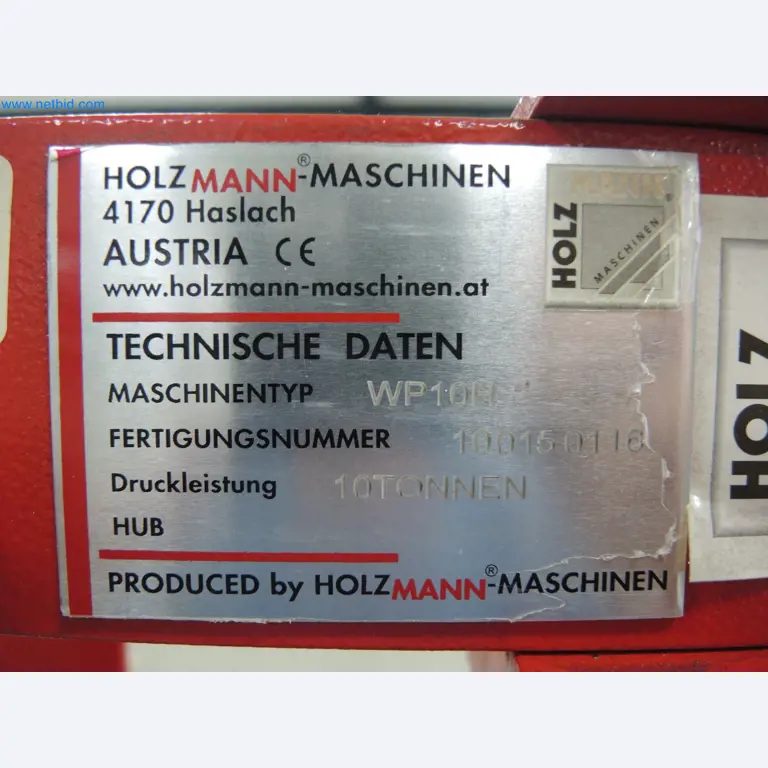 www.netbid.com
HOLZMANN®-MASCHINEN
4170 Haslach
AUSTRIA CE
www.holzmann-maschinen.at
HOLZ
MASCHINEN
®
TECHNISCHE DATEN
MASCHINENTYP
FERTIGUNGSNUMMER 100150116
Druckleistung 10TONNEN
HUB
PRODUCED by HOLZMANN®-MASCHINEN
HOLZ